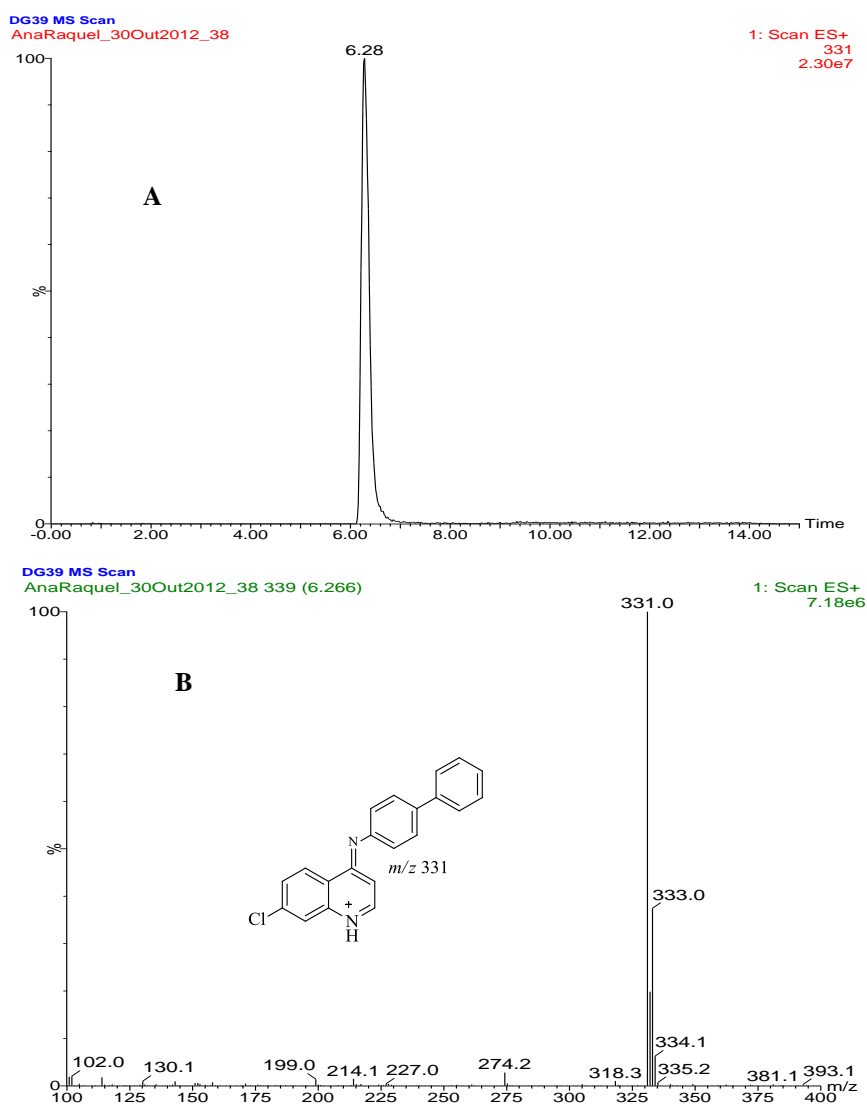 DG39 MS Scan
AnaRaquel_30Out2012_38
1: Scan ES+
331
2.30e7
6.28
100
A
%
0
-0.00 2.00 4.00 6.00 8.00 10.00 12.00 14.00 Time
DG39 MS Scan
AnaRaquel_30Out2012_38 339 (6.266)
1: Scan ES+
7.18e6
331.0
100
B
N
%
m/z 331
333.0
Cl
+
N
H
334.1
102.0 130.1 199.0 214.1 227.0 274.2 318.3 335.2 381.1 393.1
0
m/z
100 125 150 175 200 225 250 275 300 325 350 375 400